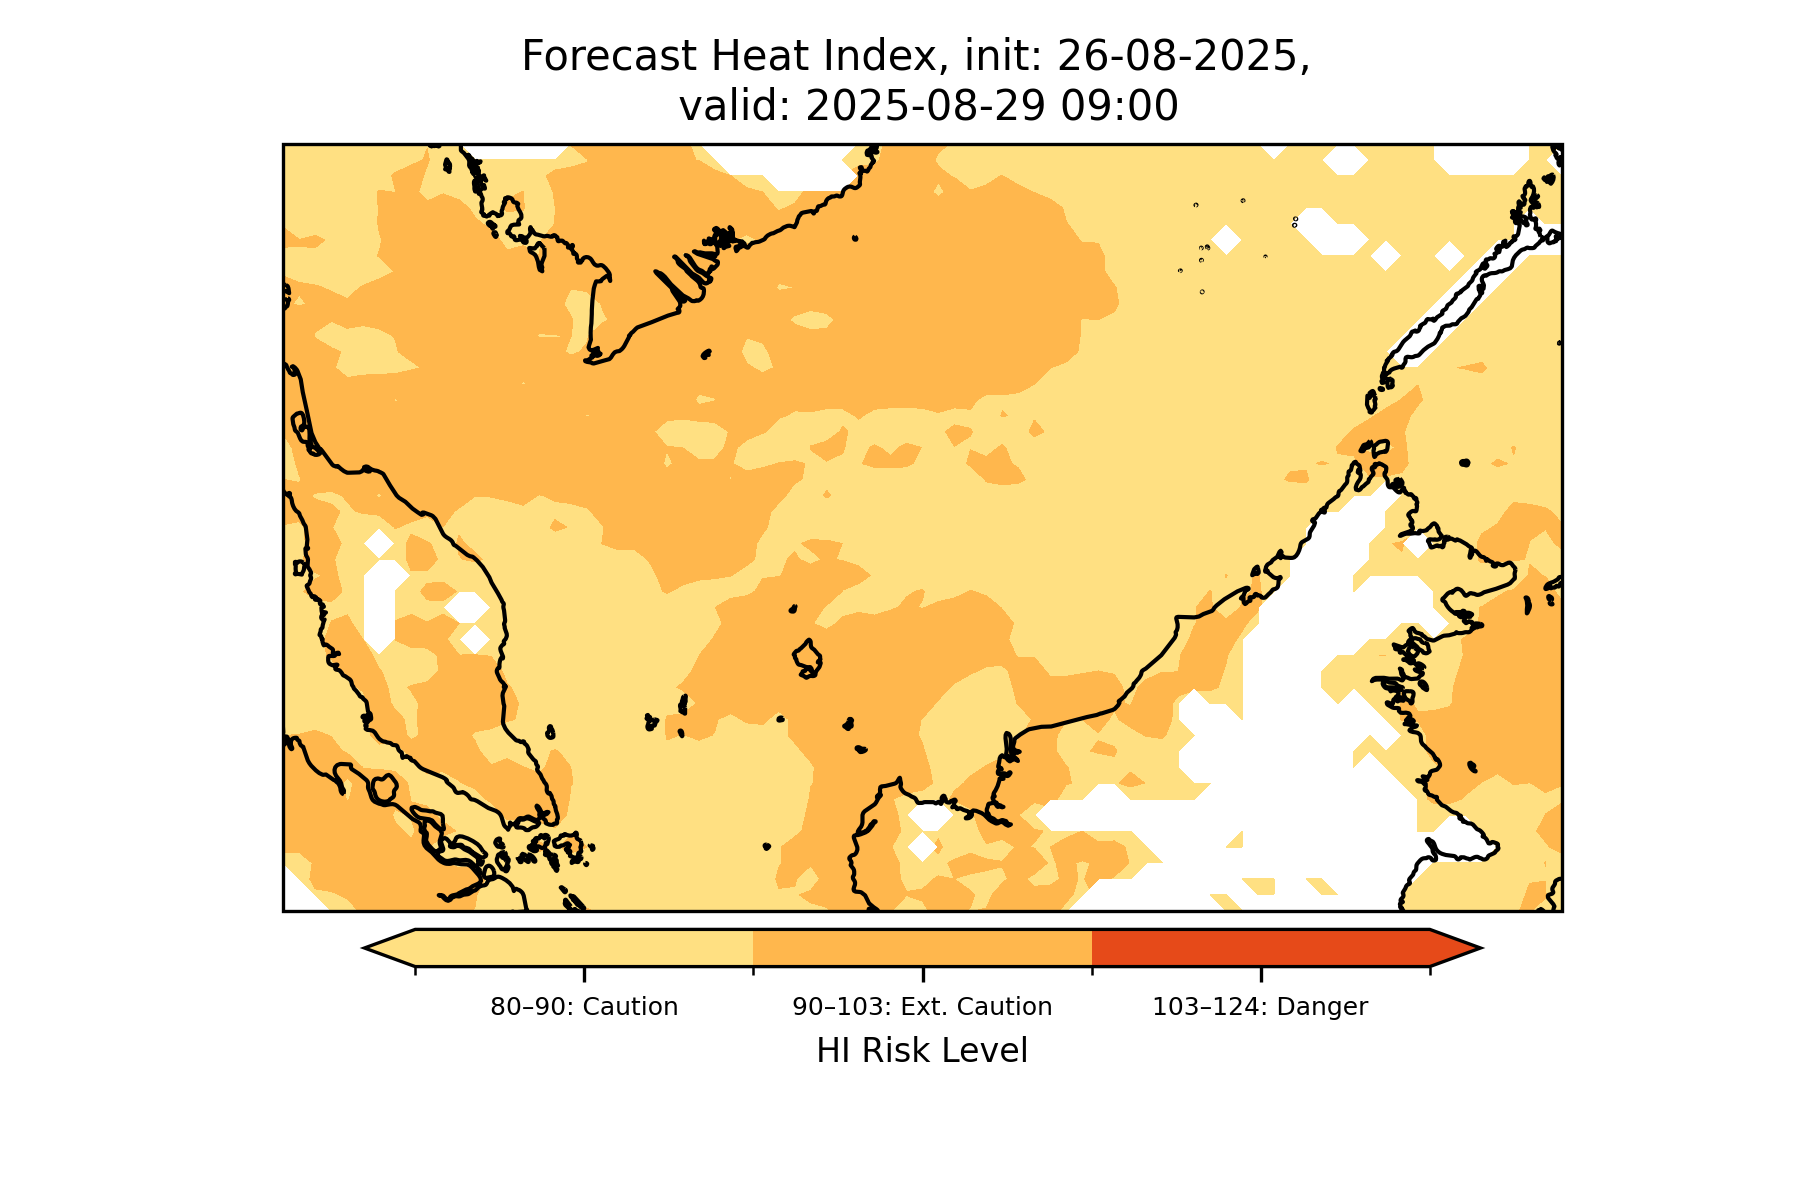 Forecast Heat Index, init: 26-08-2025,
valid: 2025-08-29 09:00
80–90: Caution
90–103: Ext. Caution
103–124: Danger
HI Risk Level